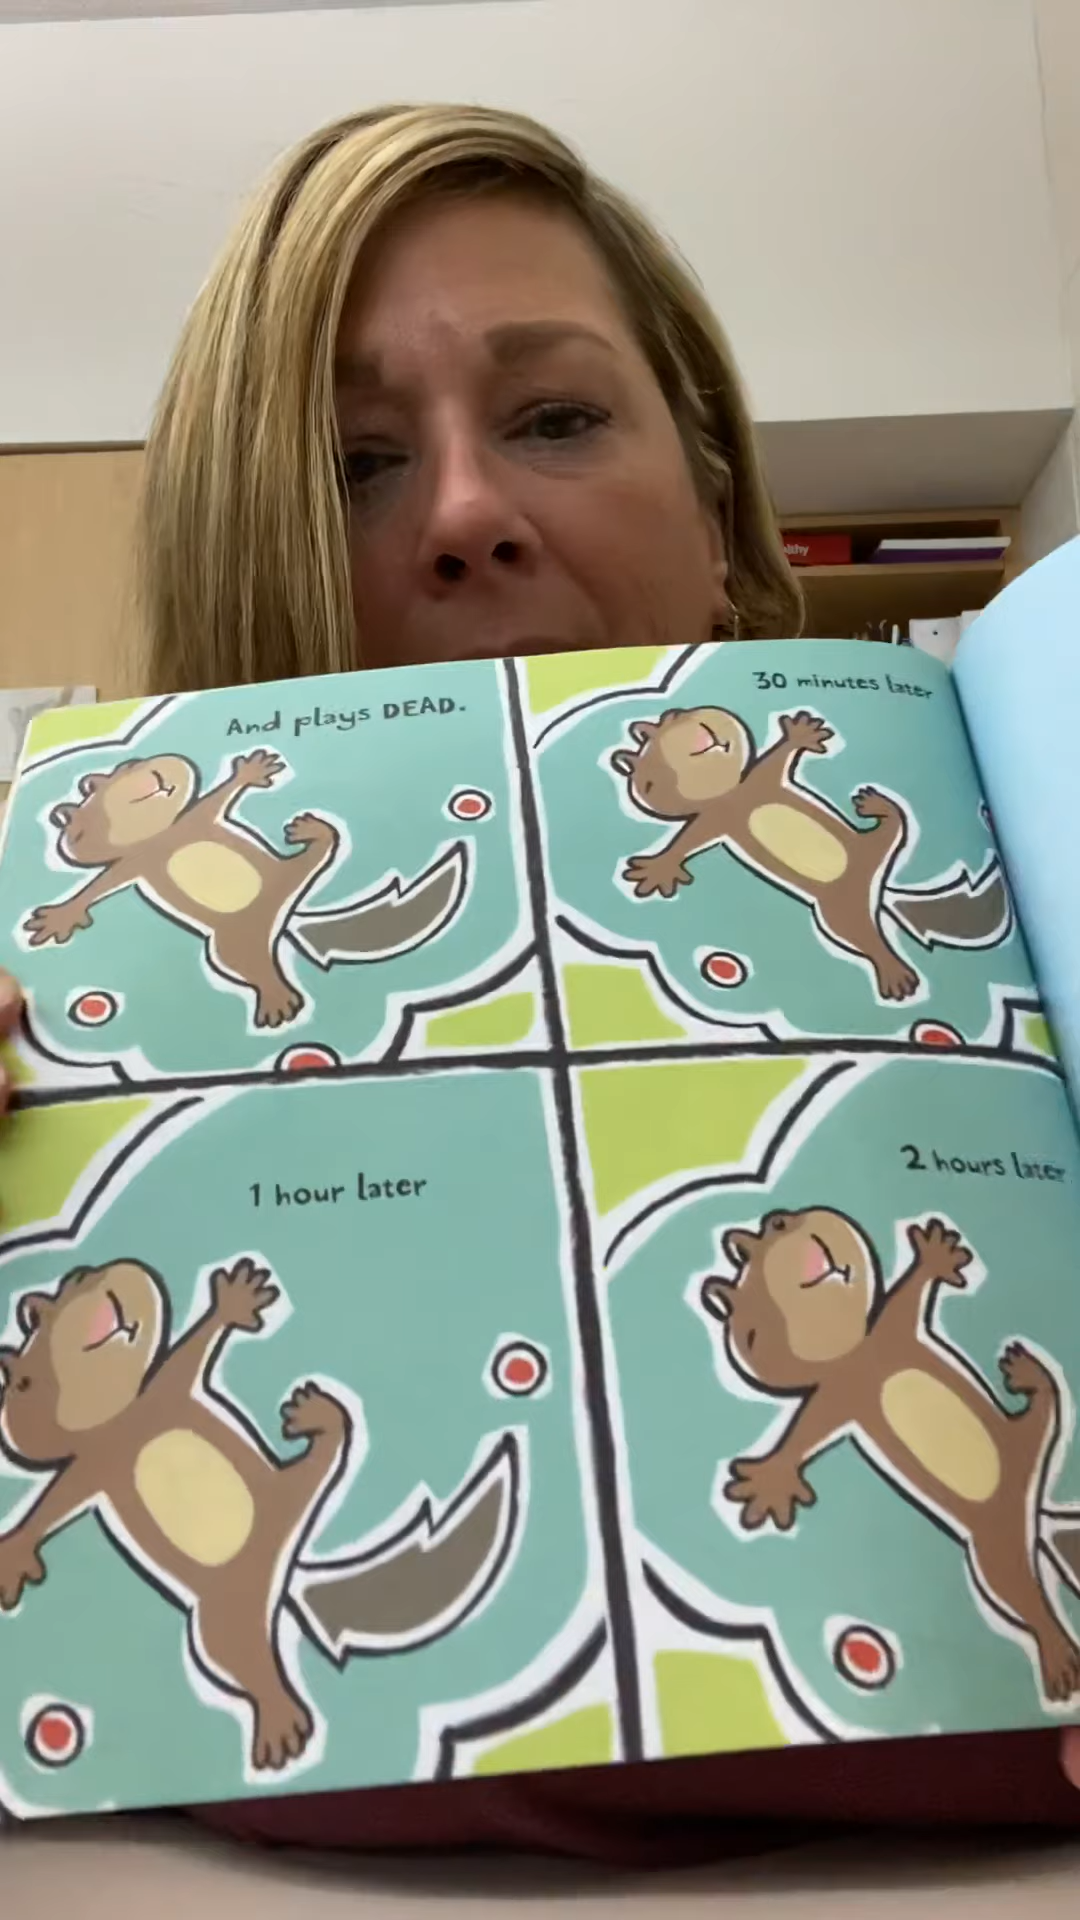 And plays DEAD.
30 minutes later
1 hour later
2 hours later